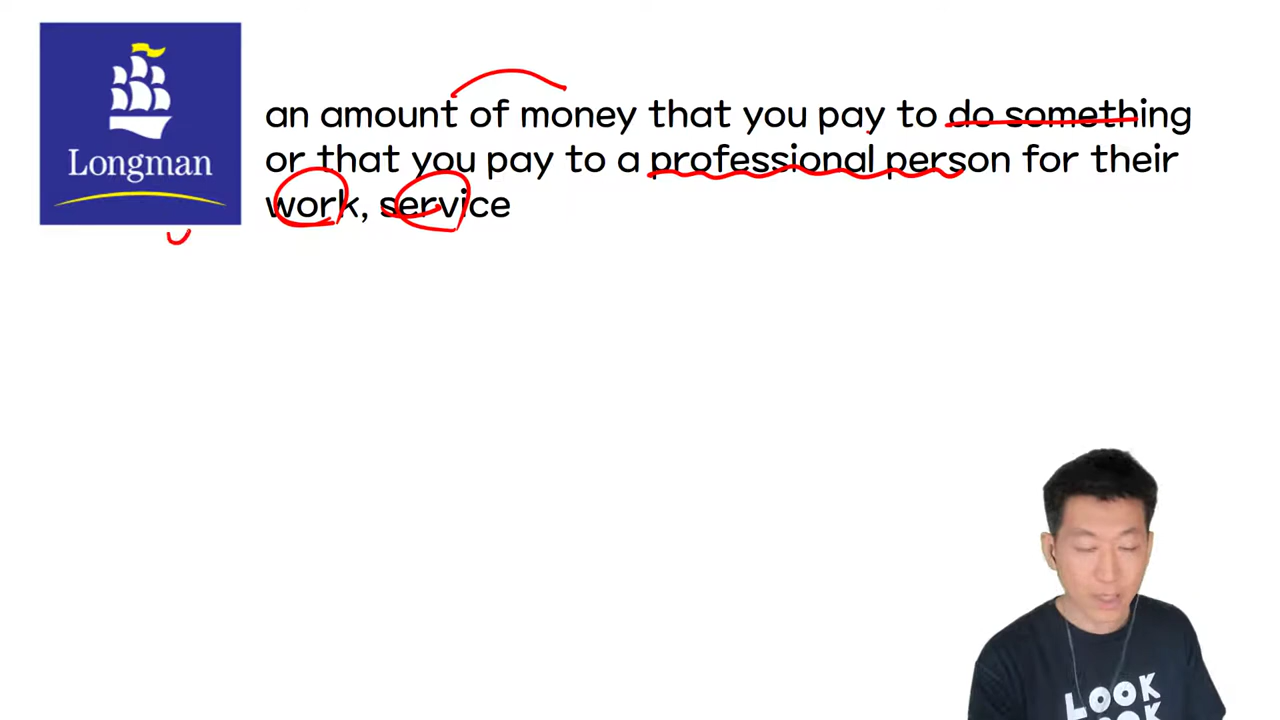 Longman
an amount of money that you pay to do something
or that you pay to a professional person for their
work, service
LOOK